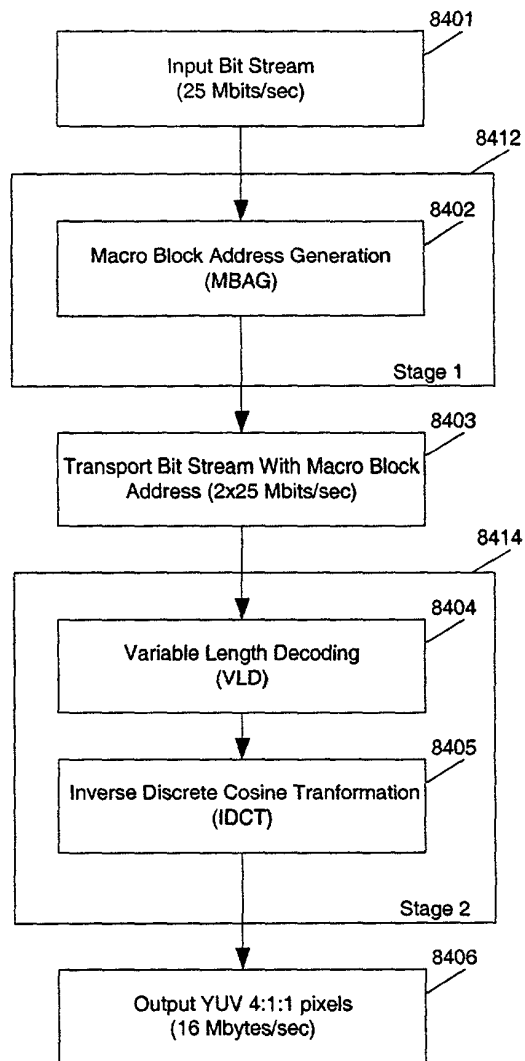 8401
Input Bit Stream
(25 Mbits/sec)
8412
8402
Macro Block Address Generation
(MBAG)
Stage 1
8403
Transport Bit Stream With Macro Block
Address (2x25 Mbits/sec)
8414
8404
Variable Length Decoding
(VLD)
8405
Inverse Discrete Cosine Tranformation
(IDCT)
Stage 2
8406
Output YUV 4:1:1 pixels
(16 Mbytes/sec)